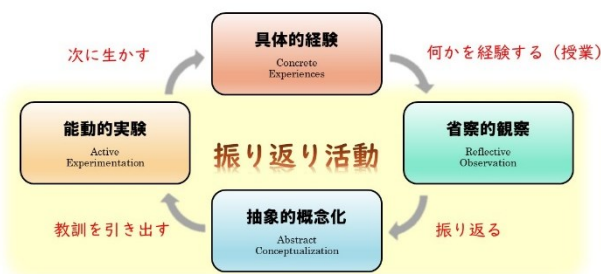 具体的経験
Concrete
Experiences
次に生かす
何かを経験する（授業）
能動的実験
Active
Experimentation
振り返り活動
省察的観察
Reflective
Observation
抽象的概念化
Abstract
Conceptualization
教訓を引き出す
振り返る